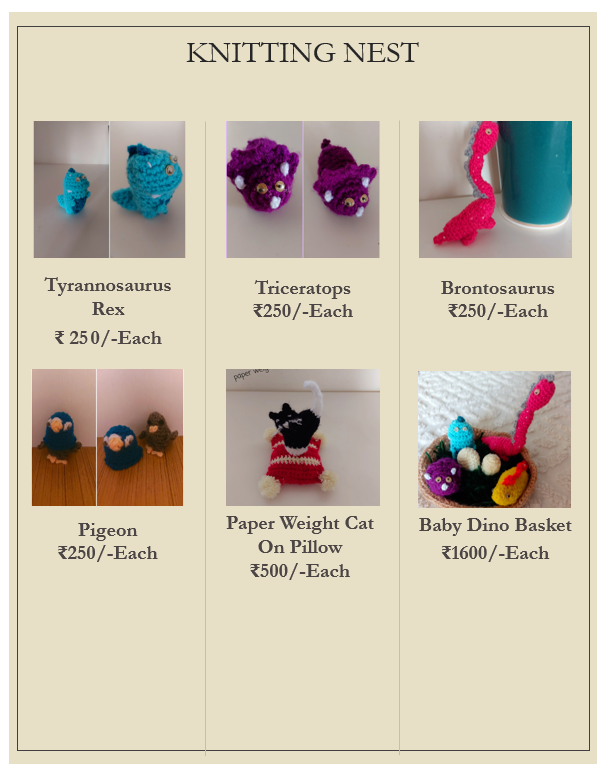 KNITTING NEST
Tyrannosaurus
Rex
₹ 250/-Each
Triceratops
₹250/-Each
Brontosaurus
₹250/-Each
Pigeon
₹250/-Each
paper weig
Paper Weight Cat
On Pillow
₹500/-Each
Baby Dino Basket
₹1600/-Each